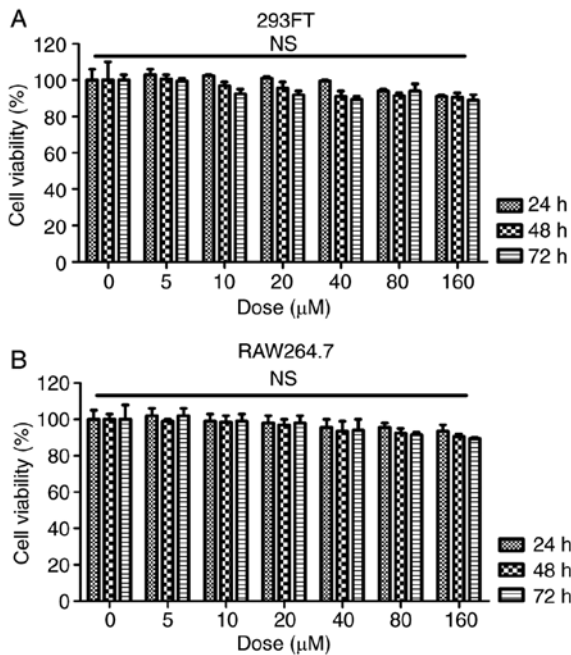 A
293FT
NS
Cell viability (%)
120
100
80
60
40
20
0
0 5 10 20 40 80 160
Dose (μM)
24 h
48 h
72 h
B
RAW264.7
NS
Cell viability (%)
120
100
80
60
40
20
0
0 5 10 20 40 80 160
Dose (μM)
24 h
48 h
72 h